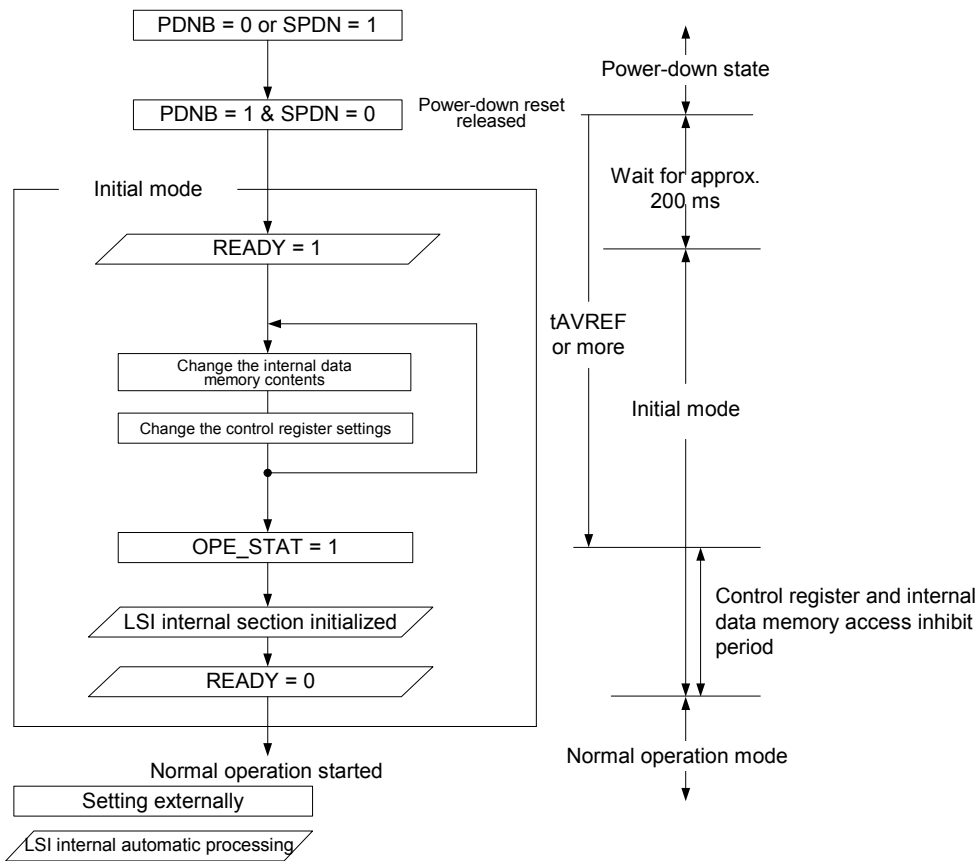 PDNB = 0 or SPDN = 1
Power-down state
PDNB = 1 & SPDN = 0
Power-down reset
released
Wait for approx.
200 ms
Initial mode
READY = 1
tAVREF
or more
Change the internal data
memory contents
Initial mode
Change the control register settings
OPE_STAT = 1
Control register and internal
data memory access inhibit
period
LSI internal section initialized
READY = 0
Normal operation mode
Normal operation started
Setting externally
LSI internal automatic processing